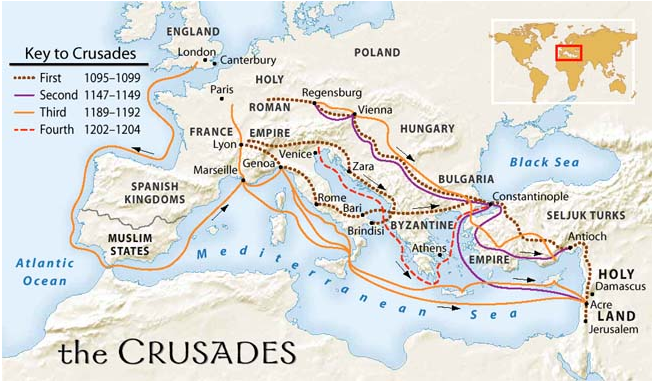 Key to Crusades
First 1095–1099
Second 1147–1149
Third 1189–1192
Fourth 1202–1204
ENGLAND
London
Canterbury
POLAND
Paris
HOLY
ROMAN
EMPIRE
Regensburg
Vienna
FRANCE
HUNGARY
Lyon
Genoa
Venice
Zara
Marseille
Black Sea
BULGARIA
Constantinople
SPANISH
KINGDOMS
Rome
Bari
Brindisi
BYZANTINE
EMPIRE
SELJUK TURKS
MUSLIM
STATES
Athens
Antioch
Atlantic
Ocean
Mediterranean Sea
HOLY
LAND
Damascus
Acre
Jerusalem
the CRUSADES